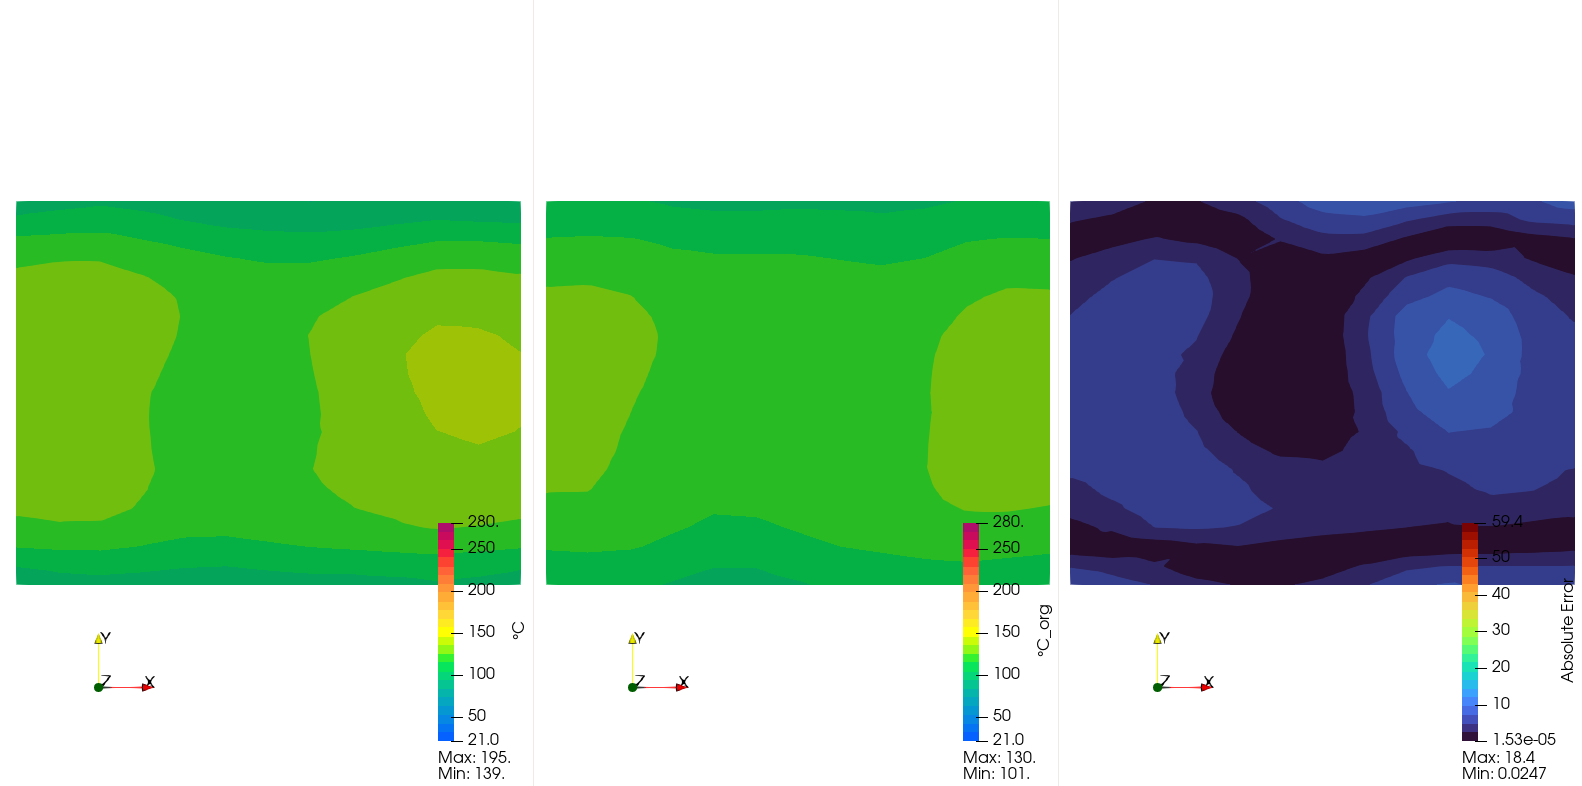 280.
250
200
150
100
50
21.0
°C
Max: 195.
Min: 139.
Y
Z
X
280.
250
200
150
100
50
21.0
°C_org
Max: 130.
Min: 101.
Y
Z
X
59.4
50
40
30
20
10
1.53e-05
Absolute Error
Max: 18.4
Min: 0.0247
Y
Z
X